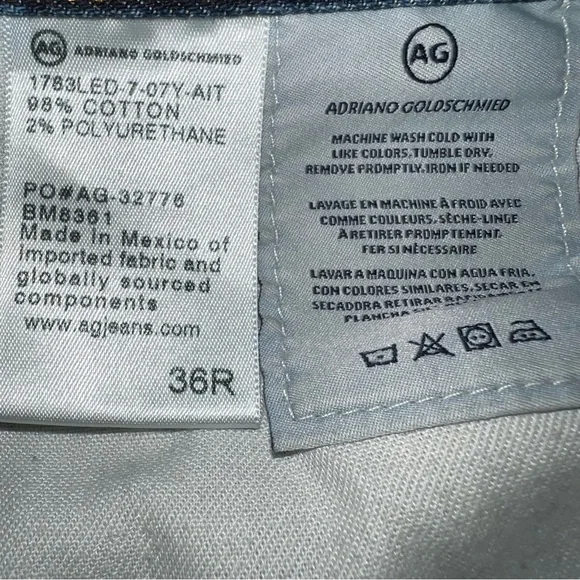 AG ADRIANO GOLDSCHMIED
1783LED-7-07Y-AIT
98% COTTON
2% POLYURETHANE
PO#AG-32776
BM8361
Made in Mexico of
imported fabric and
globally sourced
components
www.agjeans.com
36R
AG
ADRIANO GOLDSCHMIED
MACHINE WASH COLD WITH
LIKE COLORS. TUMBLE DRY.
REMOVE PROMPTLY. IRON IF NEEDED
LAVAGE EN MACHINE À FROID AVEC
COMME COULEURS. SÈCHE-LINGE
À RETIRER PROMPTEMENT.
FER SI NÈCESSAIRE
LAVAR A MAQUINA CON AGUA FRIA.
CON COLORES SIMILARES. SECAR EN
SECADORA RETIRAR
PLANCHA